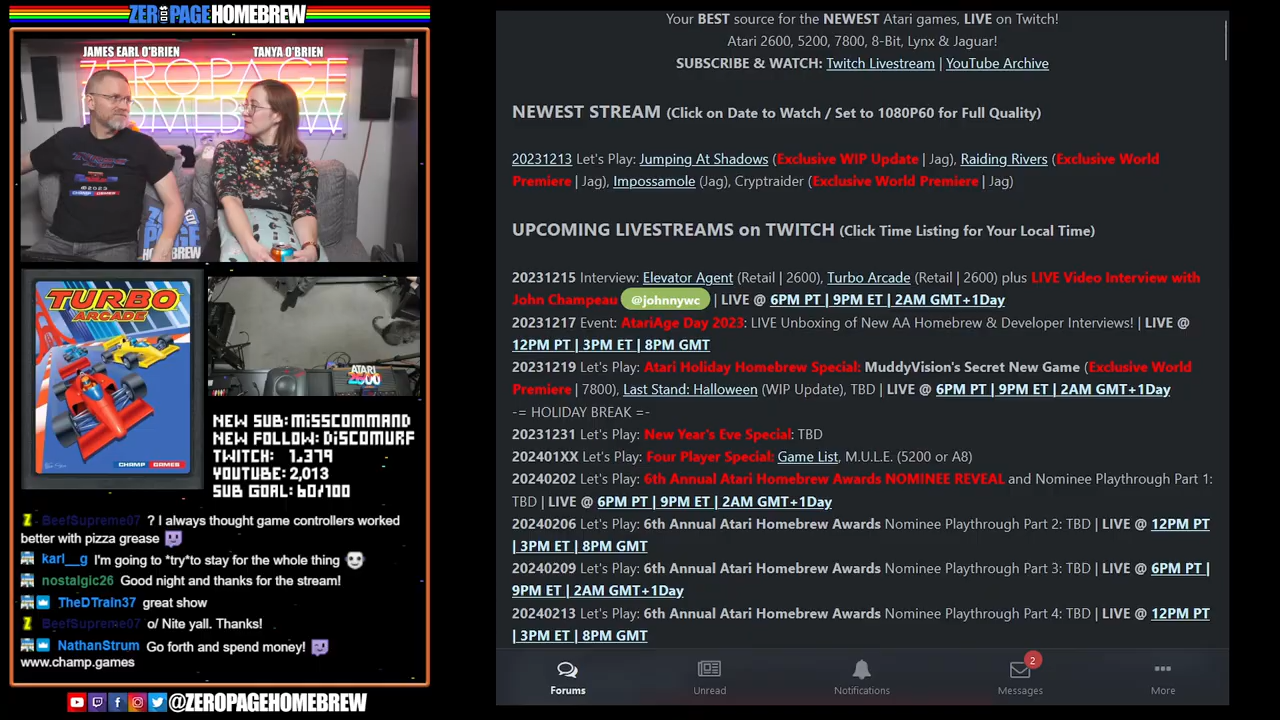 ZERO PAGE HOMEBREW
JAMES EARL O'BRIEN
TANYA O'BRIEN
ZEROPAGE
HOMEBREW
TURBO
ARCADE
CHAMP GAMES
ATARI
2600
NEW SUB: MISSCOMMAND
NEW FOLLOW: DISCOMURF
TWITCH: 1,379
YOUTUBE: 2,013
SUB GOAL: 60/100
BeefSupreme07 ? I always thought game controllers worked
better with pizza grease
karl__g I'm going to *try*to stay for the whole thing
nostalgic26 Good night and thanks for the stream!
TheDTrain37 great show
BeefSupreme07 o/ Nite yall. Thanks!
NathanStrum Go forth and spend money!
www.champ.games
@ZEROPAGEHOMEBREW
Your BEST source for the NEWEST Atari games, LIVE on Twitch!
Atari 2600, 5200, 7800, 8-Bit, Lynx & Jaguar!
SUBSCRIBE & WATCH: Twitch Livestream | YouTube Archive
NEWEST STREAM (Click on Date to Watch / Set to 1080P60 for Full Quality)
20231213 Let's Play: Jumping At Shadows (Exclusive WIP Update | Jag), Raiding Rivers (Exclusive World
Premiere | Jag), Impossamole (Jag), Cryptraider (Exclusive World Premiere | Jag)
UPCOMING LIVESTREAMS on TWITCH (Click Time Listing for Your Local Time)
20231215 Interview: Elevator Agent (Retail | 2600), Turbo Arcade (Retail | 2600) plus LIVE Video Interview with
John Champeau @johnnywc | LIVE @ 6PM PT | 9PM ET | 2AM GMT+1Day
20231217 Event: AtariAge Day 2023: LIVE Unboxing of New AA Homebrew & Developer Interviews! | LIVE @
12PM PT | 3PM ET | 8PM GMT
20231219 Let's Play: Atari Holiday Homebrew Special: MuddyVision's Secret New Game (Exclusive World
Premiere | 7800), Last Stand: Halloween (WIP Update), TBD | LIVE @ 6PM PT | 9PM ET | 2AM GMT+1Day
-= HOLIDAY BREAK =-
20231231 Let's Play: New Year's Eve Special: TBD
202401XX Let's Play: Four Player Special: Game List, M.U.L.E. (5200 or A8)
20240202 Let's Play: 6th Annual Atari Homebrew Awards NOMINEE REVEAL and Nominee Playthrough Part 1:
TBD | LIVE @ 6PM PT | 9PM ET | 2AM GMT+1Day
20240206 Let's Play: 6th Annual Atari Homebrew Awards Nominee Playthrough Part 2: TBD | LIVE @ 12PM PT
| 3PM ET | 8PM GMT
20240209 Let's Play: 6th Annual Atari Homebrew Awards Nominee Playthrough Part 3: TBD | LIVE @ 6PM PT |
9PM ET | 2AM GMT+1Day
20240213 Let's Play: 6th Annual Atari Homebrew Awards Nominee Playthrough Part 4: TBD | LIVE @ 12PM PT
| 3PM ET | 8PM GMT
Forums
Unread
Notifications
2
Messages
More